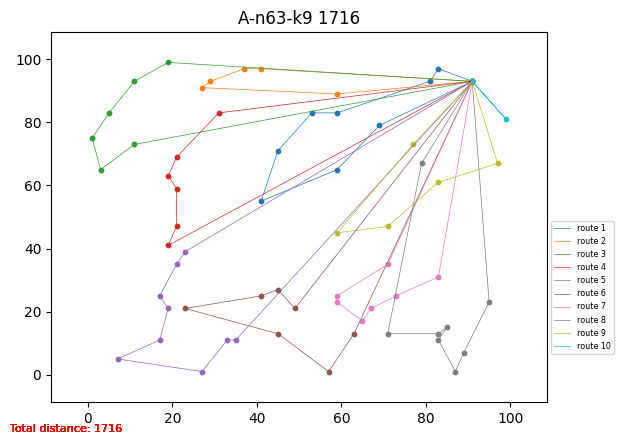 A-n63-k9 1716
100
80
60
40
20
0
0 20 40 60 80 100
route 1
route 2
route 3
route 4
route 5
route 6
route 7
route 8
route 9
route 10
Total distance: 1716